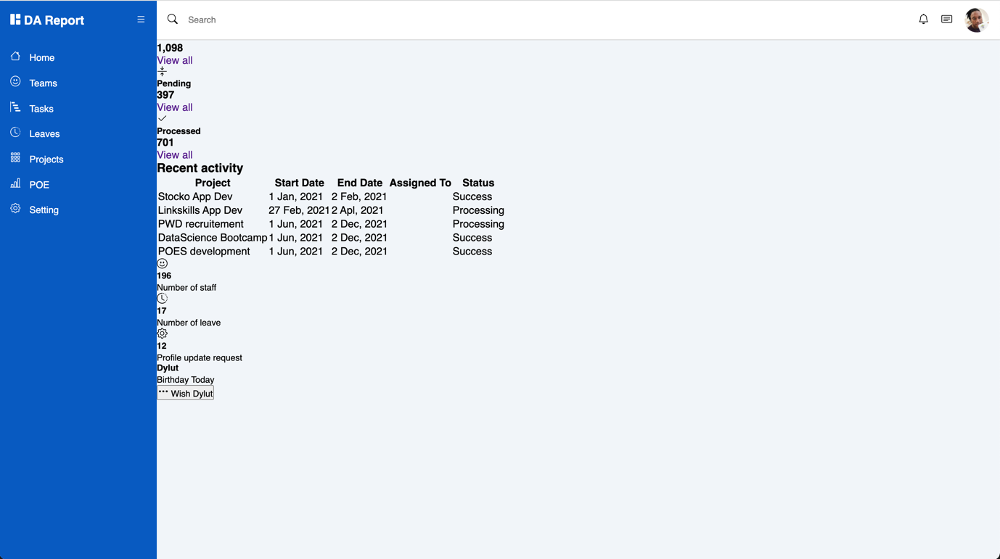 DA Report
Search
Home
Teams
Tasks
Leaves
Projects
POE
Setting
1,098
View all
Pending
397
View all
Processed
701
View all
Recent activity
Project Start Date End Date Assigned To Status
Stocko App Dev 1 Jan, 2021 2 Feb, 2021 Success
Linkskills App Dev 27 Feb, 2021 2 Apl, 2021 Processing
PWD recruitement 1 Jun, 2021 2 Dec, 2021 Processing
DataScience Bootcamp 1 Jun, 2021 2 Dec, 2021 Success
POES development 1 Jun, 2021 2 Dec, 2021 Success
196
Number of staff
17
Number of leave
12
Profile update request
Dylut
Birthday Today
Wish Dylut